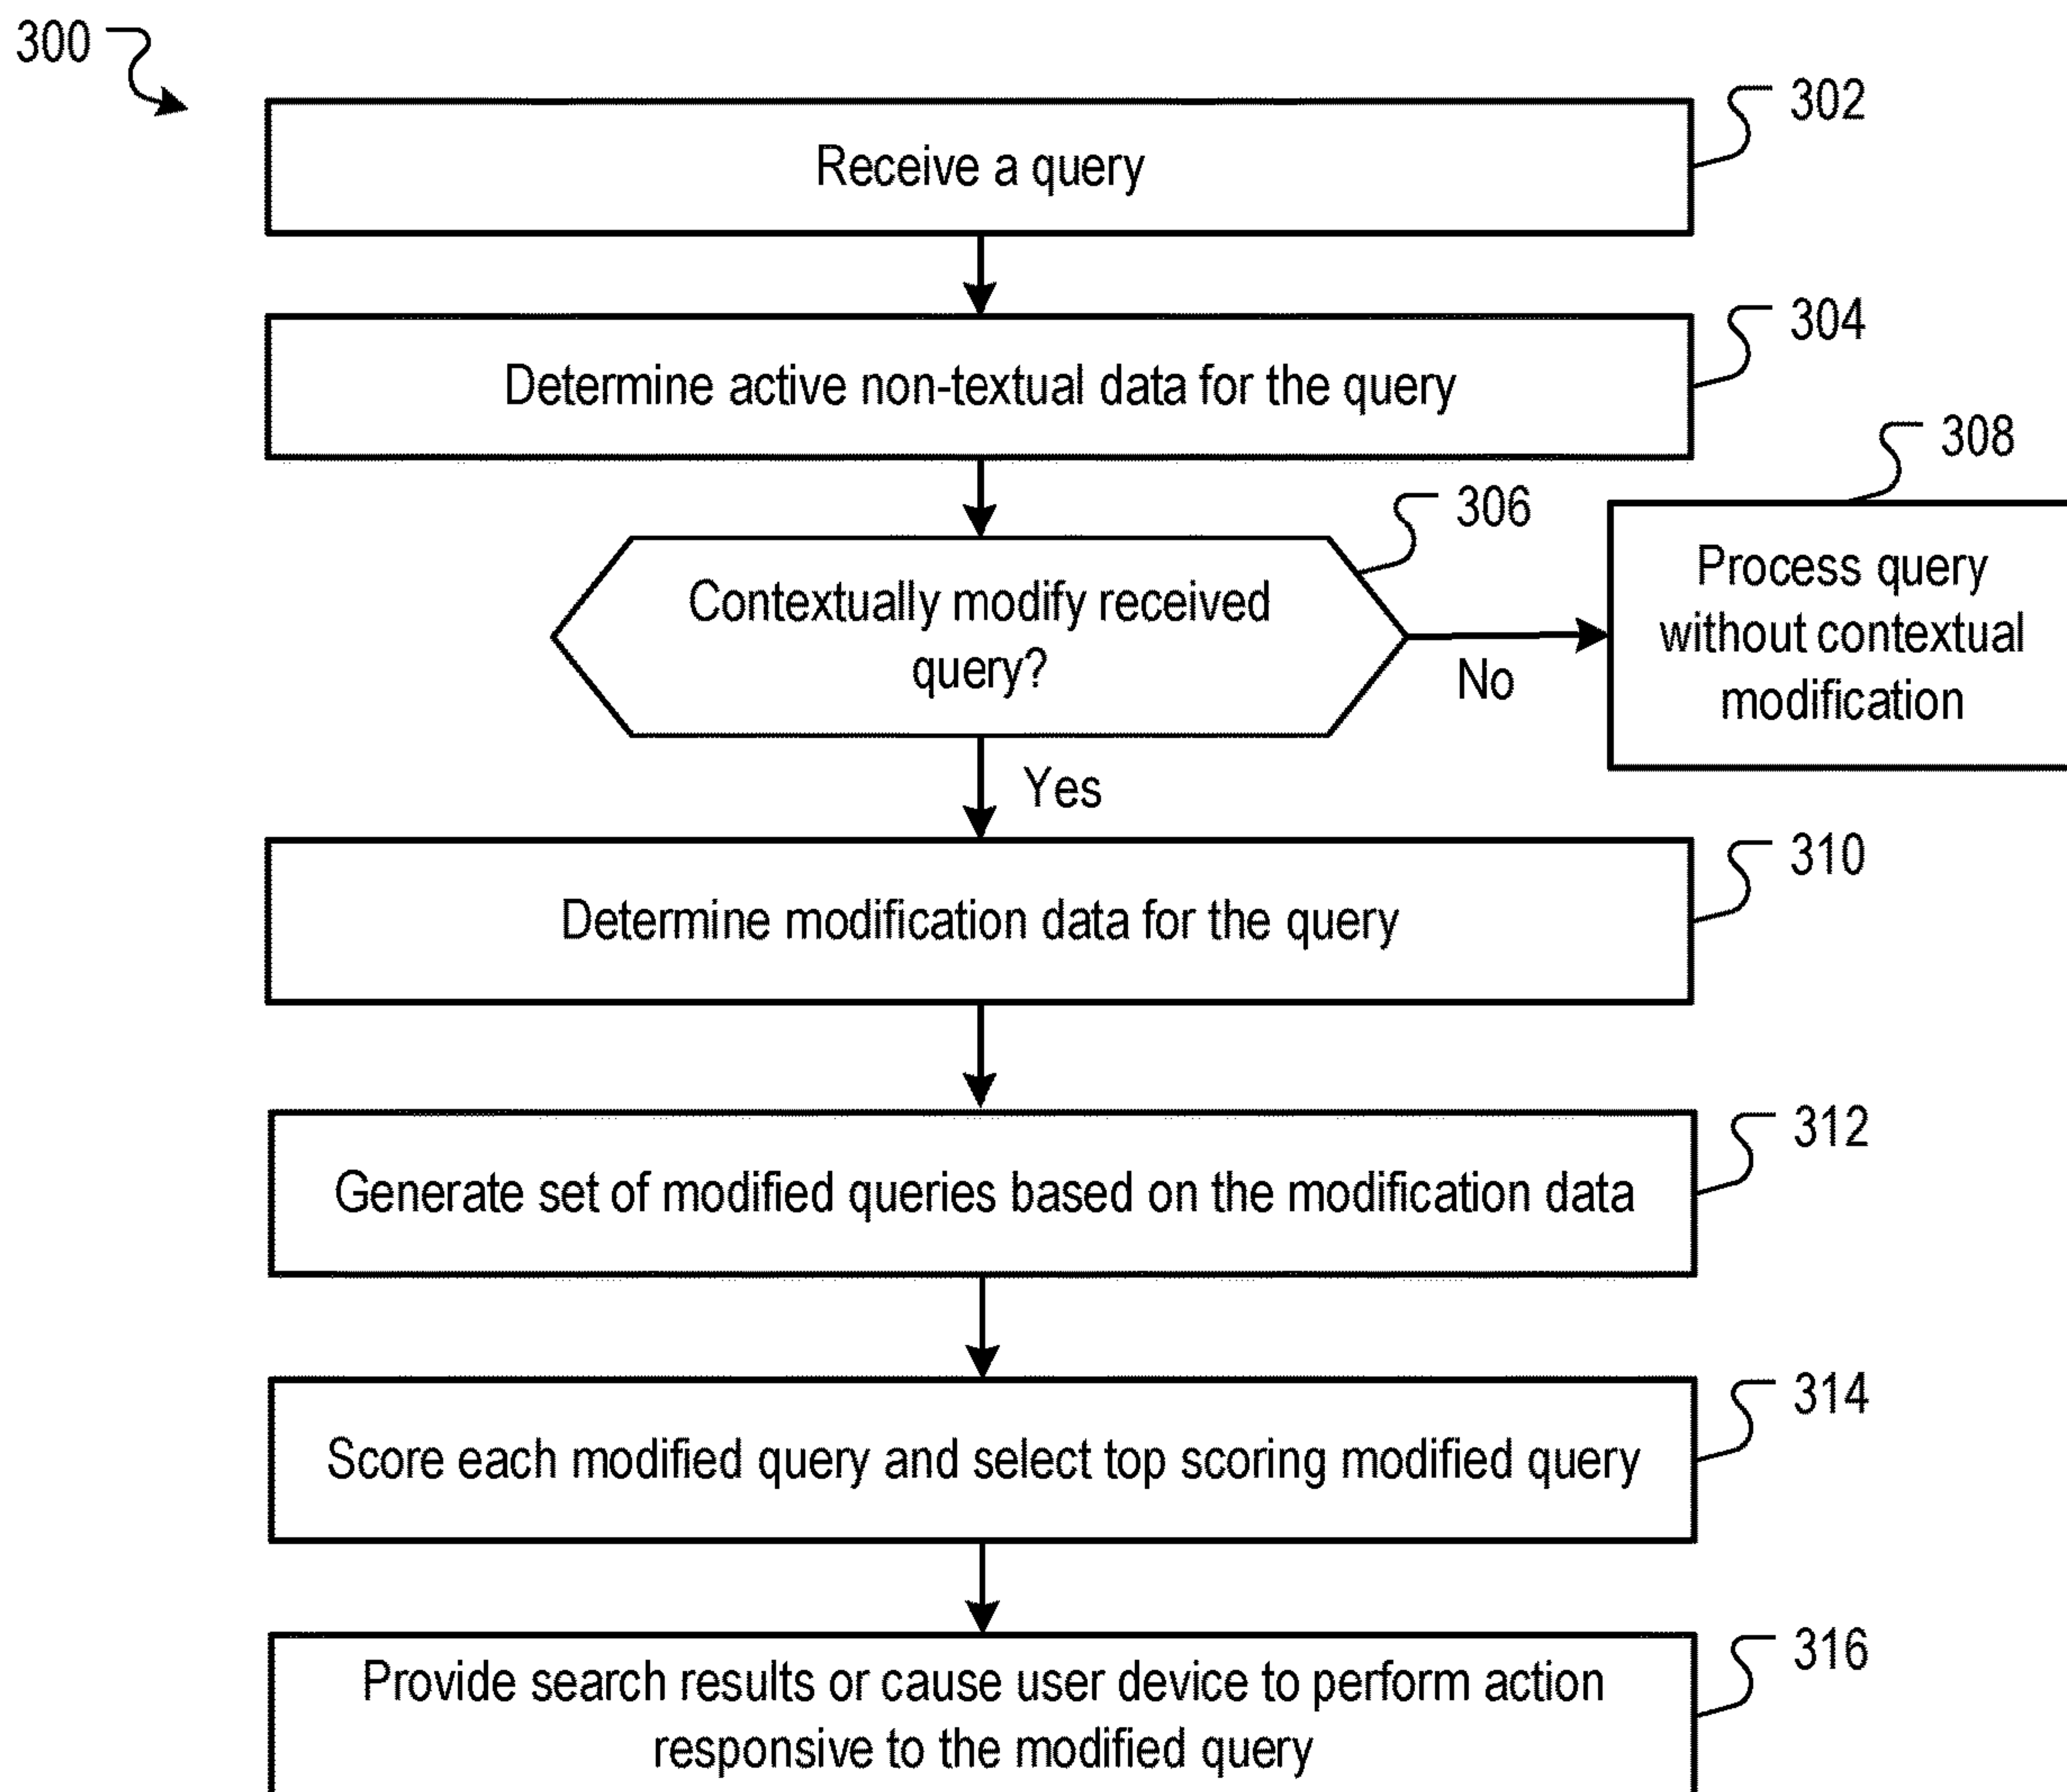 300
302
Receive a query
304
Determine active non-textual data for the query
308
306
Contextually modify received
query?
No
Process query
without contextual
modification
Yes
310
Determine modification data for the query
312
Generate set of modified queries based on the modification data
314
Score each modified query and select top scoring modified query
316
Provide search results or cause user device to perform action
responsive to the modified query